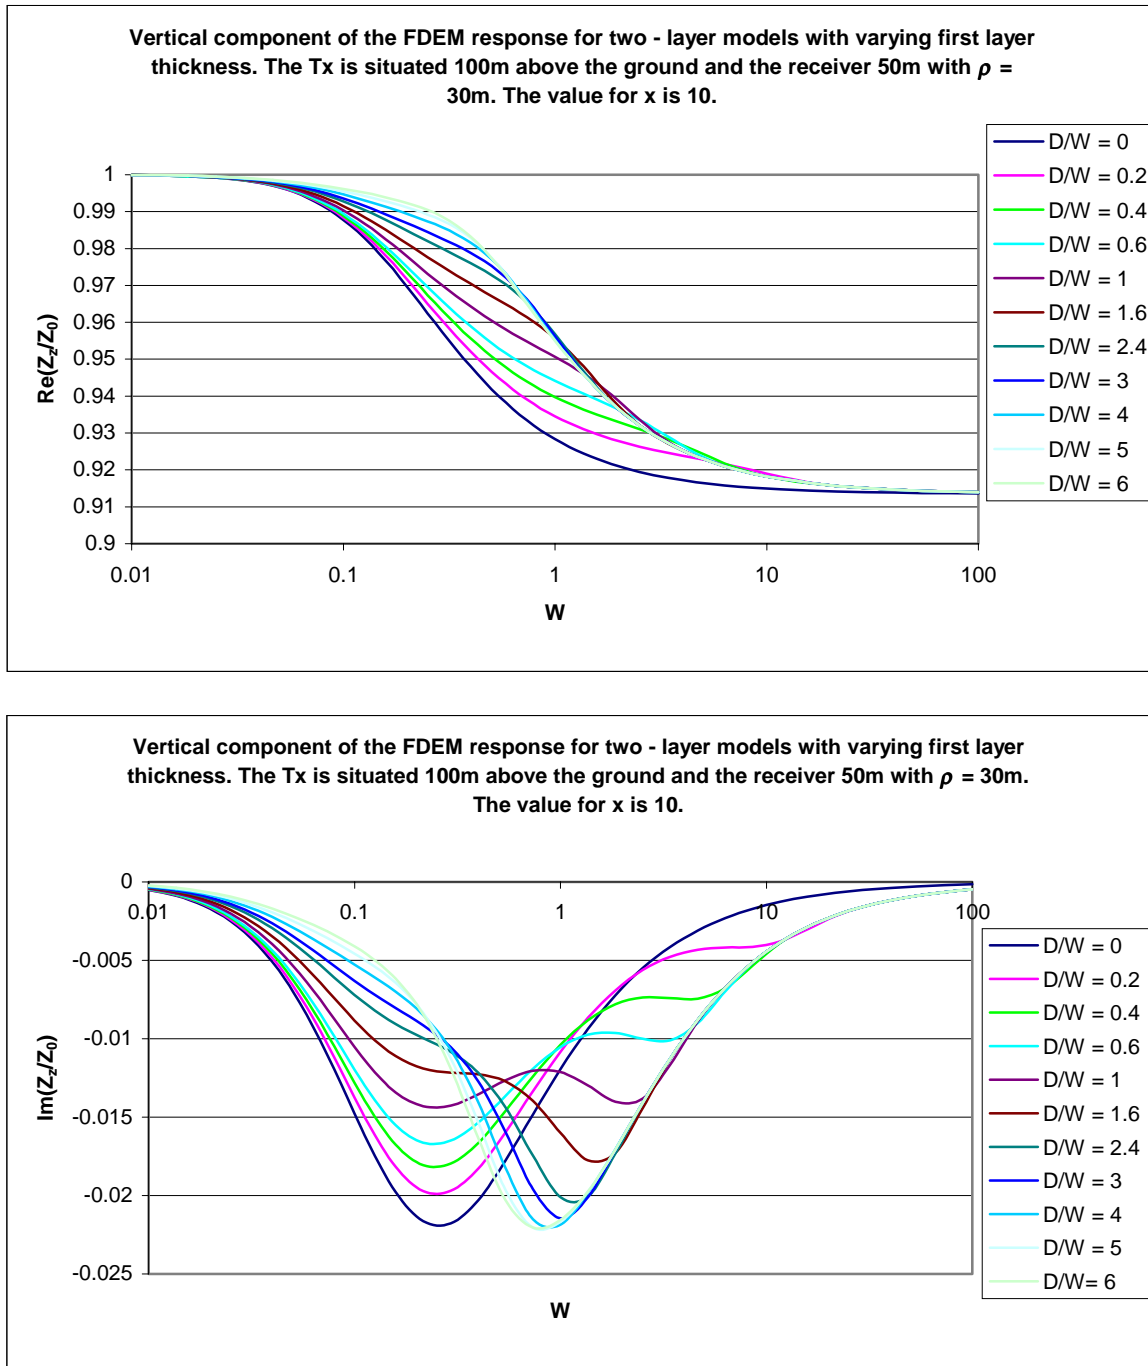 Vertical component of the FDEM response for two - layer models with varying first layer
thickness. The Tx is situated 100m above the ground and the receiver 50m with ρ =
30m. The value for x is 10.
Re(Z_z/Z_0)
1
0.99
0.98
0.97
0.96
0.95
0.94
0.93
0.92
0.91
0.9
0.01 0.1 1 10 100
W
D/W = 0
D/W = 0.2
D/W = 0.4
D/W = 0.6
D/W = 1
D/W = 1.6
D/W = 2.4
D/W = 3
D/W = 4
D/W = 5
D/W = 6
Vertical component of the FDEM response for two - layer models with varying first layer
thickness. The Tx is situated 100m above the ground and the receiver 50m with ρ = 30m.
The value for x is 10.
Im(Z_z/Z_0)
0
-0.005
-0.01
-0.015
-0.02
-0.025
0.01 0.1 1 10 100
W
D/W = 0
D/W = 0.2
D/W = 0.4
D/W = 0.6
D/W = 1
D/W = 1.6
D/W = 2.4
D/W = 3
D/W = 4
D/W = 5
D/W= 6